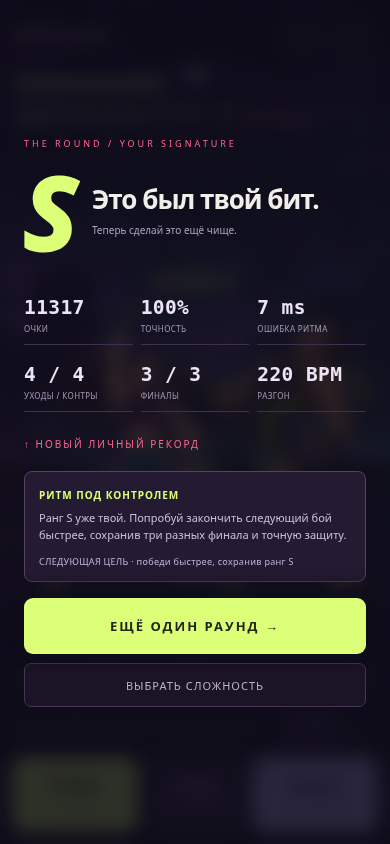 THE ROUND / YOUR SIGNATURE
S
Это был твой бит.
Теперь сделай это ещё чище.
11317
ОЧКИ
100%
ТОЧНОСТЬ
7 ms
ОШИБКА РИТМА
4 / 4
УХОДЫ / КОНТРЫ
3 / 3
ФИНАЛЫ
220 BPM
РАЗГОН
↑ НОВЫЙ ЛИЧНЫЙ РЕКОРД
РИТМ ПОД КОНТРОЛЕМ
Ранг S уже твой. Попробуй закончить следующий бой
быстрее, сохранив три разных финала и точную защиту.
СЛЕДУЮЩАЯ ЦЕЛЬ · победи быстрее, сохранив ранг S
ЕЩЁ ОДИН РАУНД →
ВЫБРАТЬ СЛОЖНОСТЬ